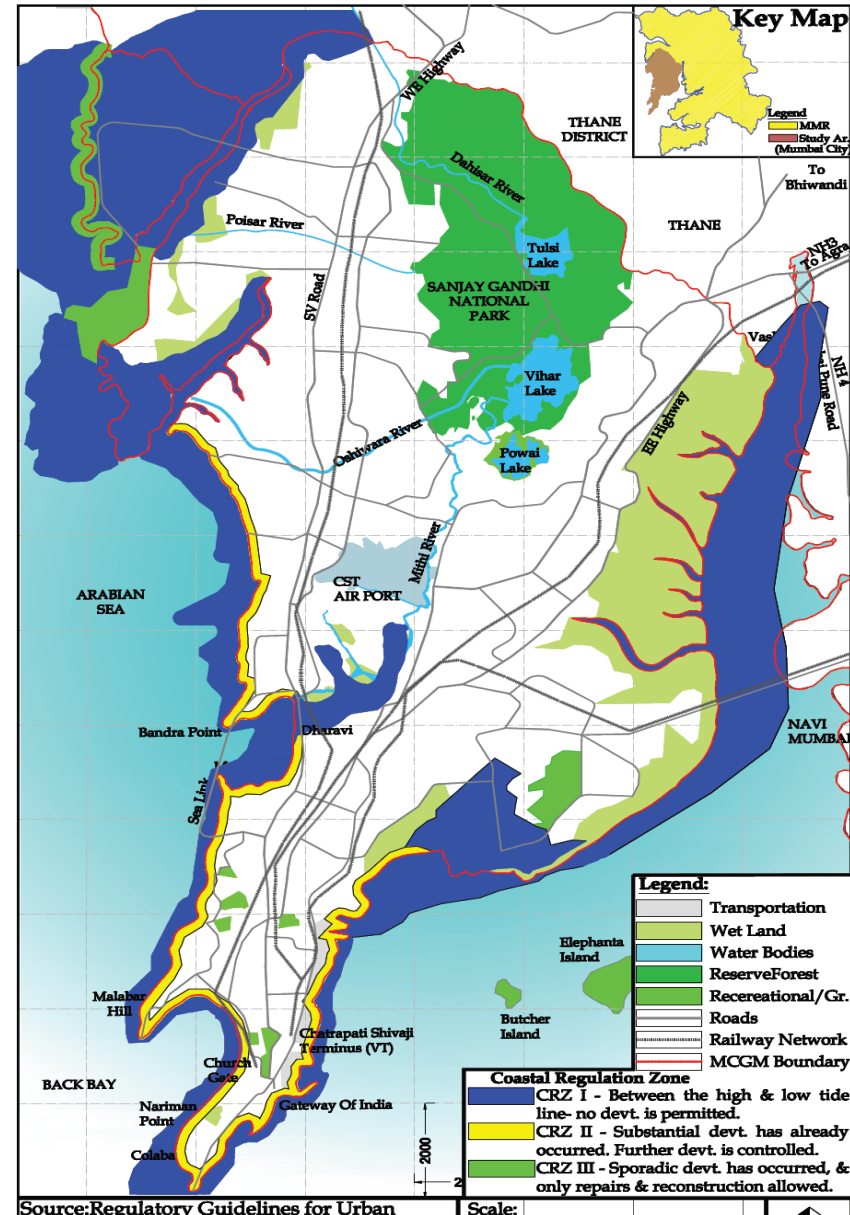 Key Map
Legend
MMR
Study Ar.
(Mumbai City)
WE Highway
THANE
DISTRICT
To
Bhiwandi
Dahisar River
Poisar River
THANE
NH3
To Agra
Tulsi
Lake
SV Road
SANJAY GANDHI
NATIONAL
PARK
Vas
NH4
Pune Road
Vihar
Lake
EE Highway
Oshiwara River
Powai
Lake
Mithi River
CST
AIR PORT
ARABIAN
SEA
Bandra Point
Dharavi
NAVI
MUMBAI
Sea Link
Legend:
Transportation
Wet Land
Water Bodies
ReserveForest
Recereational/Gr.
Roads
Railway Network
MCGM Boundary
Elephanta
Island
Malabar
Hill
Butcher
Island
Chatrapati Shivaji
Terminus (VT)
Church
Gate
BACK BAY
Nariman
Point
Gateway Of India
Colaba
2000
2
Coastal Regulation Zone
CRZ I - Between the high & low tide
line- no devt. is permitted.
CRZ II - Substantial devt. has already
occurred. Further devt. is controlled.
CRZ III - Sporadic devt. has occurred, &
only repairs & reconstruction allowed.
Source:Regulatory Guidelines for Urban
Scale: